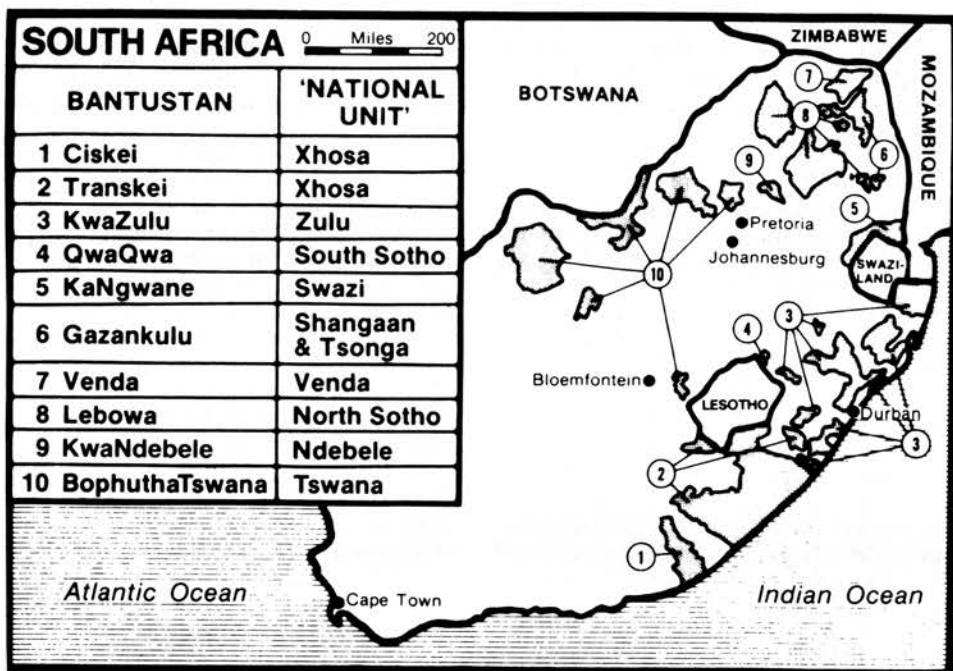 SOUTH AFRICA
0 Miles 200
BANTUSTAN
'NATIONAL
UNIT'
1 Ciskei Xhosa
2 Transkei Xhosa
3 KwaZulu Zulu
4 QwaQwa South Sotho
5 KaNgwane Swazi
6 Gazankulu Shangaan
& Tsonga
7 Venda Venda
8 Lebowa North Sotho
9 KwaNdebele Ndebele
10 BophuthaTswana Tswana
ZIMBABWE
BOTSWANA
MOZAMBIQUE
7
8
6
9
5
Pretoria
Johannesburg
SWAZI-
LAND
10
3
4
Bloemfontein
LESOTHO
Durban
3
2
1
Atlantic Ocean
Cape Town
Indian Ocean